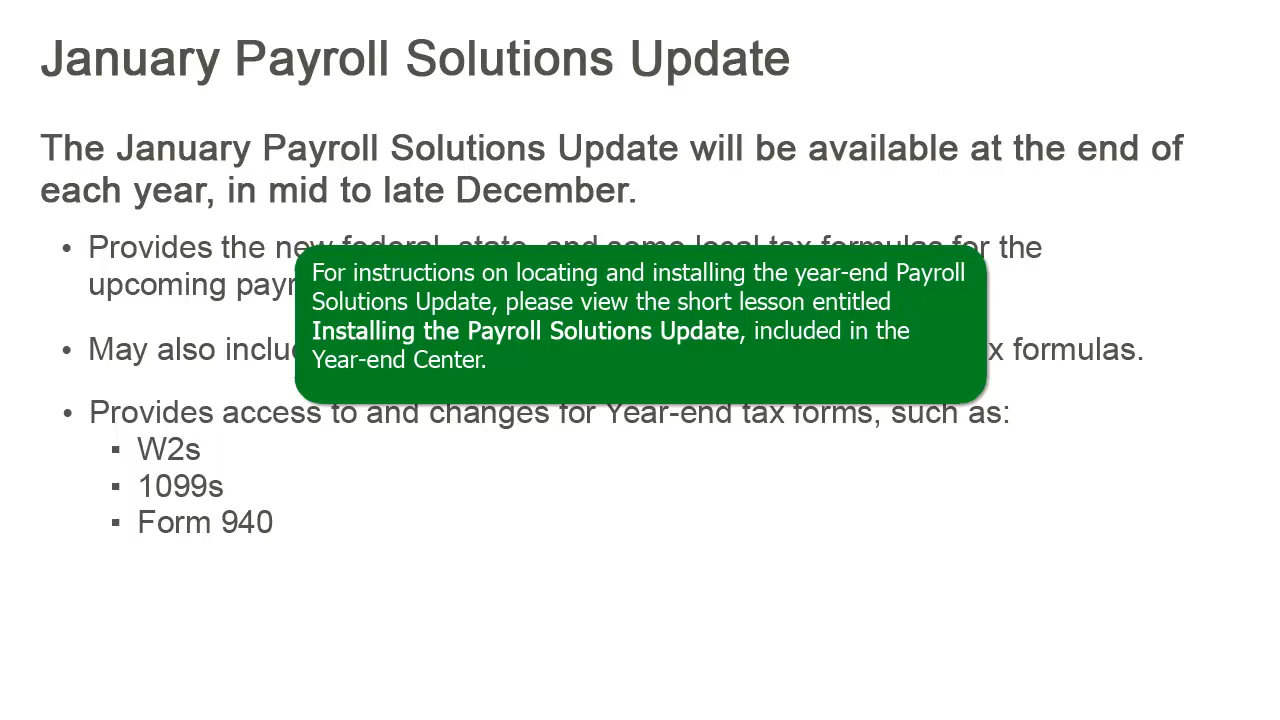 January Payroll Solutions Update
The January Payroll Solutions Update will be available at the end of
each year, in mid to late December.
• Provides the new federal, state, and some local tax formulas for the
upcoming payr
For instructions on locating and installing the year-end Payroll
Solutions Update, please view the short lesson entitled
Installing the Payroll Solutions Update, included in the
Year-end Center.
• May also inclu x formulas.
• Provides access to and changes for Year-end tax forms, such as:
▪ W2s
▪ 1099s
▪ Form 940